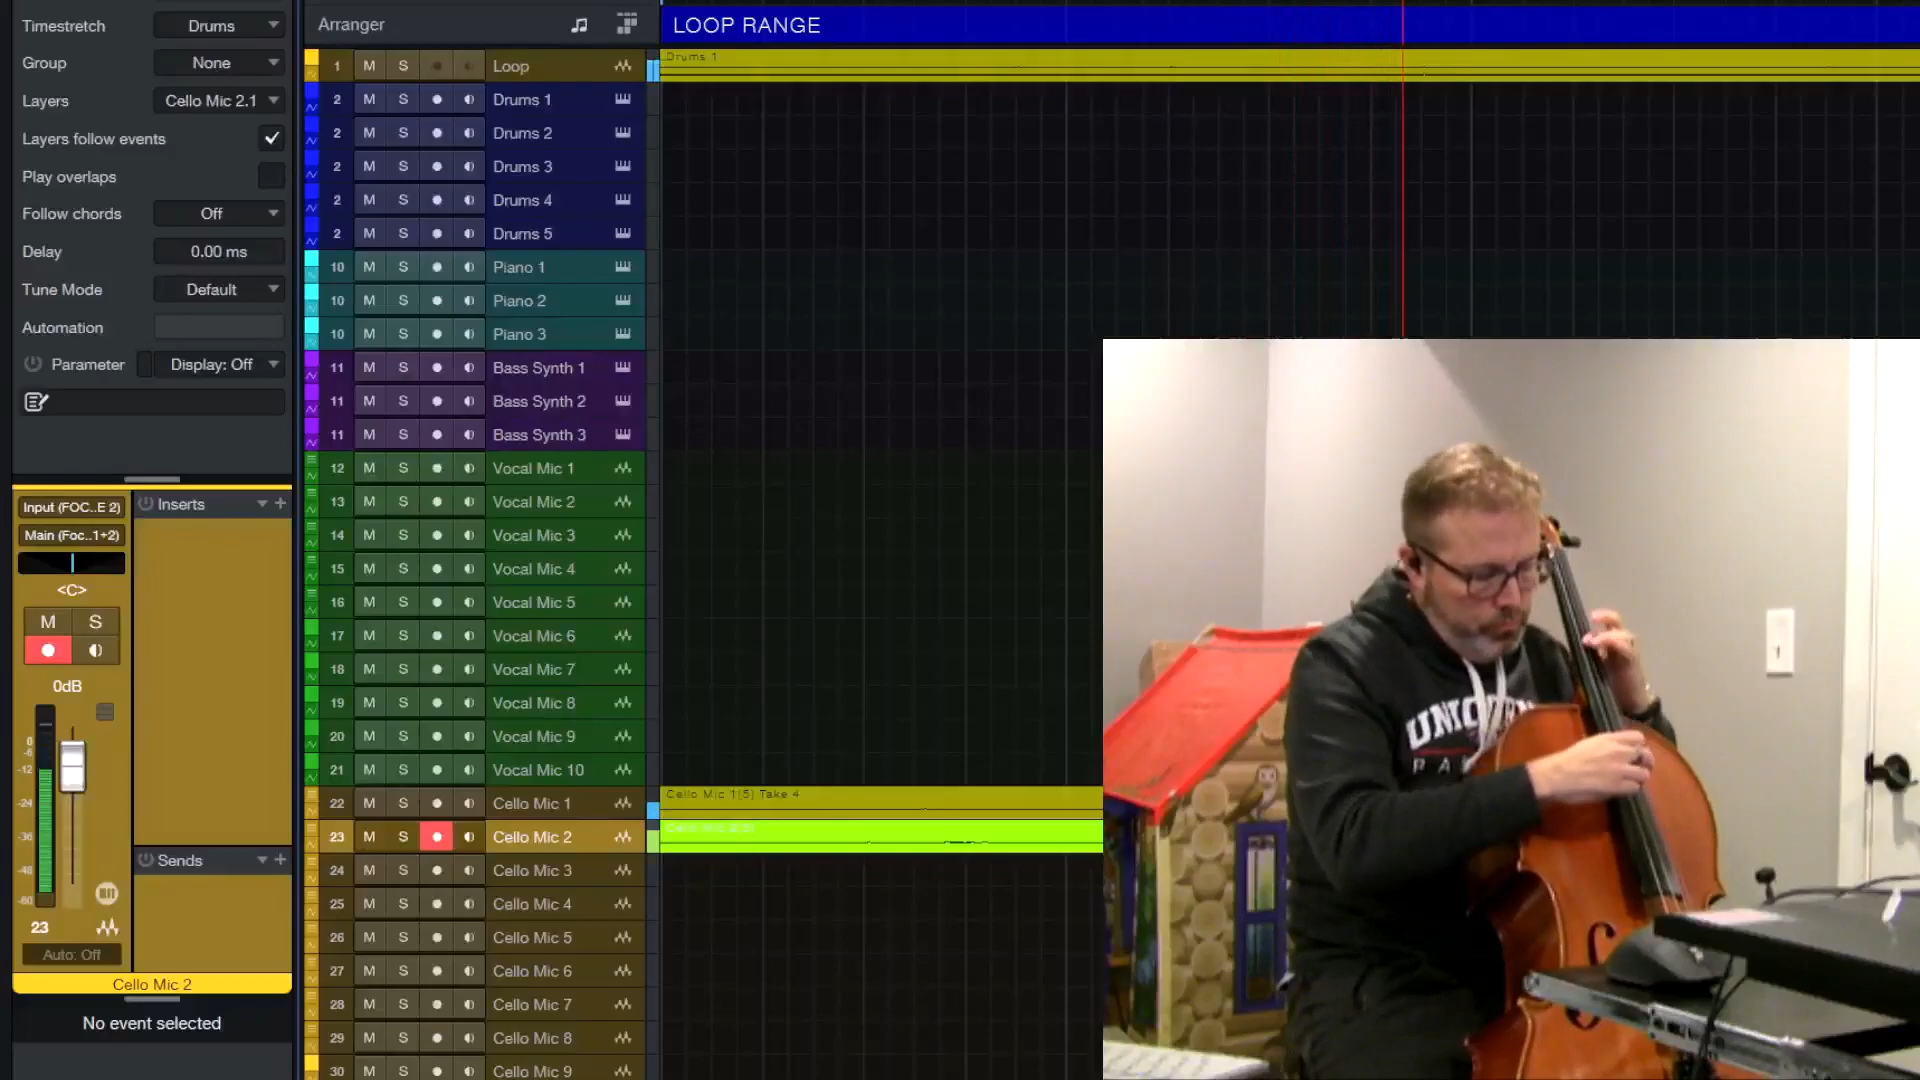 Timestretch Drums
Group None
Layers Cello Mic 2.1
Layers follow events
Play overlaps
Follow chords Off
Delay 0.00 ms
Tune Mode Default
Automation
Parameter Display: Off
Input (FOC..E 2)
Main (Foc..1+2)
<C>
M S
0dB
0
-6
-12
-24
-36
-48
-60
23
Auto: Off
Cello Mic 2
Inserts
Sends
No event selected
Arranger
LOOP RANGE
1 M S Loop
Drums 1
2 M S Drums 1
2 M S Drums 2
2 M S Drums 3
2 M S Drums 4
2 M S Drums 5
10 M S Piano 1
10 M S Piano 2
10 M S Piano 3
11 M S Bass Synth 1
11 M S Bass Synth 2
11 M S Bass Synth 3
12 M S Vocal Mic 1
13 M S Vocal Mic 2
14 M S Vocal Mic 3
15 M S Vocal Mic 4
16 M S Vocal Mic 5
17 M S Vocal Mic 6
18 M S Vocal Mic 7
19 M S Vocal Mic 8
20 M S Vocal Mic 9
21 M S Vocal Mic 10
22 M S Cello Mic 1
Cello Mic 1(5) Take 4
23 M S Cello Mic 2
24 M S Cello Mic 3
25 M S Cello Mic 4
26 M S Cello Mic 5
27 M S Cello Mic 6
28 M S Cello Mic 7
29 M S Cello Mic 8
30 M S Cello Mic 9